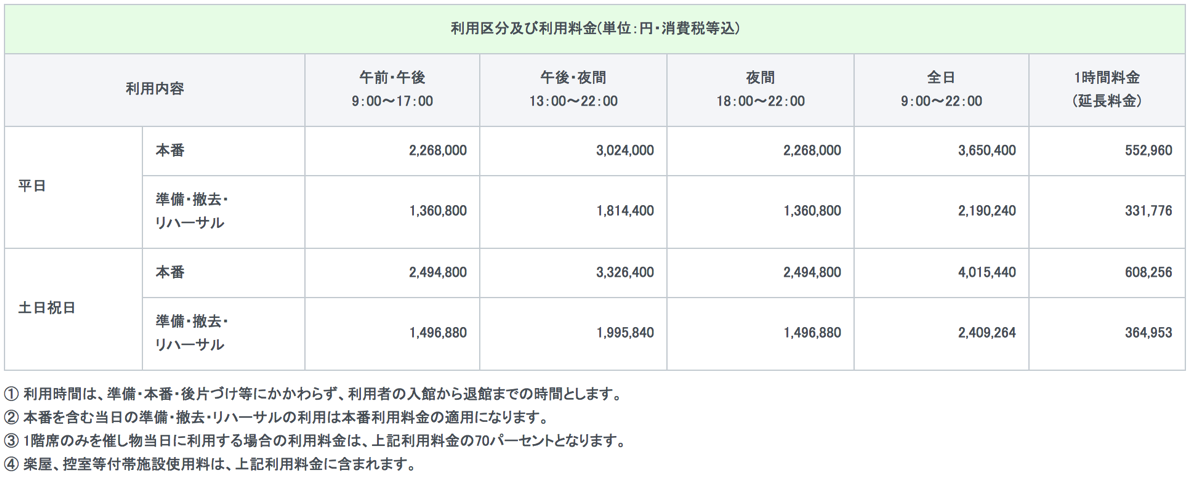 利用区分及び利用料金(単位：円・消費税等込)
利用内容
午前・午後
9：00〜17：00
午後・夜間
13：00〜22：00
夜間
18：00〜22：00
全日
9：00〜22：00
1時間料金
（延長料金）
平日
本番
2,268,000
3,024,000
2,268,000
3,650,400
552,960
準備・撤去・
リハーサル
1,360,800
1,814,400
1,360,800
2,190,240
331,776
土日祝日
本番
2,494,800
3,326,400
2,494,800
4,015,440
608,256
準備・撤去・
リハーサル
1,496,880
1,995,840
1,496,880
2,409,264
364,953
① 利用時間は、準備・本番・後片づけ等にかかわらず、利用者の入館から退館までの時間とします。
② 本番を含む当日の準備・撤去・リハーサルの利用は本番利用料金の適用になります。
③ 1階席のみを催し物当日に利用する場合の利用料金は、上記利用料金の70パーセントとなります。
④ 楽屋、控室等付帯施設使用料は、上記利用料金に含まれます。